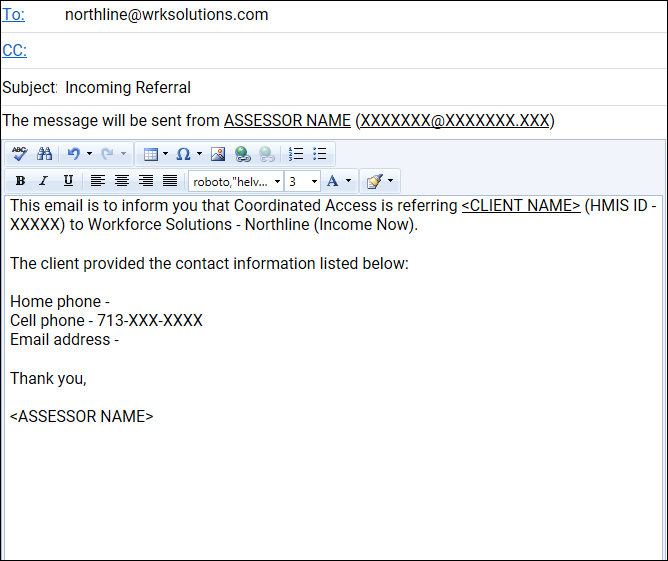 To: northline@wrksolutions.com
CC:
Subject: Incoming Referral
The message will be sent from ASSESSOR NAME (XXXXXXX@XXXXXXX.XXX)
ABC Ω
B I U roboto,"helv... 3 A
This email is to inform you that Coordinated Access is referring <CLIENT NAME> (HMIS ID -
XXXXX) to Workforce Solutions - Northline (Income Now).
The client provided the contact information listed below:
Home phone -
Cell phone - 713-XXX-XXXX
Email address -
Thank you,
<ASSESSOR NAME>